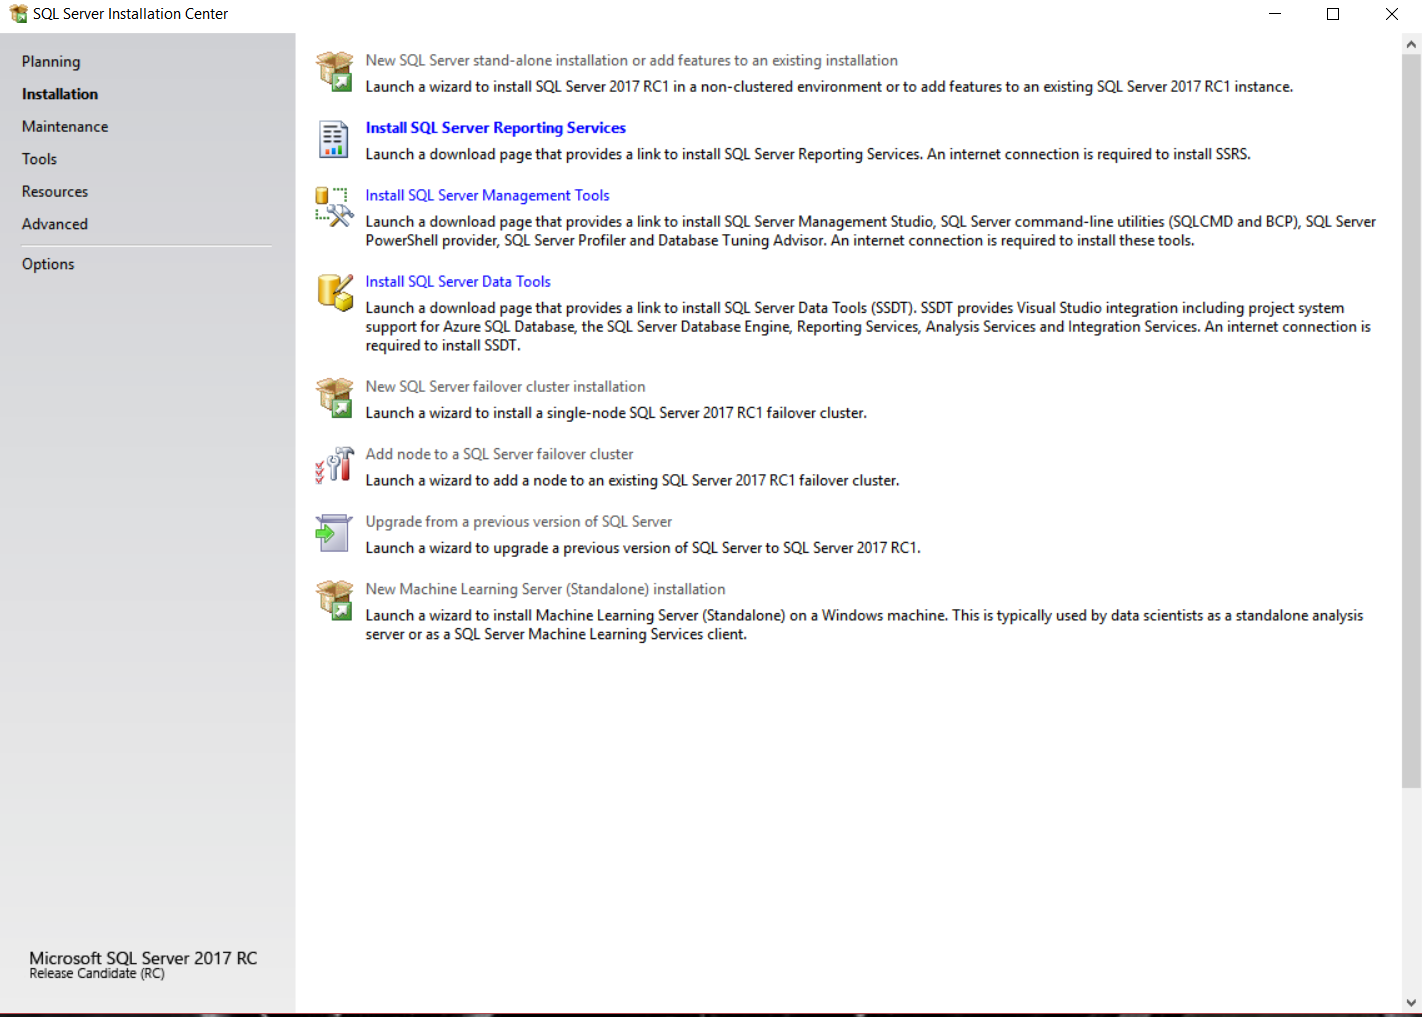 SQL Server Installation Center
Planning
Installation
Maintenance
Tools
Resources
Advanced
Options
New SQL Server stand-alone installation or add features to an existing installation
Launch a wizard to install SQL Server 2017 RC1 in a non-clustered environment or to add features to an existing SQL Server 2017 RC1 instance.
Install SQL Server Reporting Services
Launch a download page that provides a link to install SQL Server Reporting Services. An internet connection is required to install SSRS.
Install SQL Server Management Tools
Launch a download page that provides a link to install SQL Server Management Studio, SQL Server command-line utilities (SQLCMD and BCP), SQL Server
PowerShell provider, SQL Server Profiler and Database Tuning Advisor. An internet connection is required to install these tools.
Install SQL Server Data Tools
Launch a download page that provides a link to install SQL Server Data Tools (SSDT). SSDT provides Visual Studio integration including project system
support for Azure SQL Database, the SQL Server Database Engine, Reporting Services, Analysis Services and Integration Services. An internet connection is
required to install SSDT.
New SQL Server failover cluster installation
Launch a wizard to install a single-node SQL Server 2017 RC1 failover cluster.
Add node to a SQL Server failover cluster
Launch a wizard to add a node to an existing SQL Server 2017 RC1 failover cluster.
Upgrade from a previous version of SQL Server
Launch a wizard to upgrade a previous version of SQL Server to SQL Server 2017 RC1.
New Machine Learning Server (Standalone) installation
Launch a wizard to install Machine Learning Server (Standalone) on a Windows machine. This is typically used by data scientists as a standalone analysis
server or as a SQL Server Machine Learning Services client.
Microsoft SQL Server 2017 RC
Release Candidate (RC)